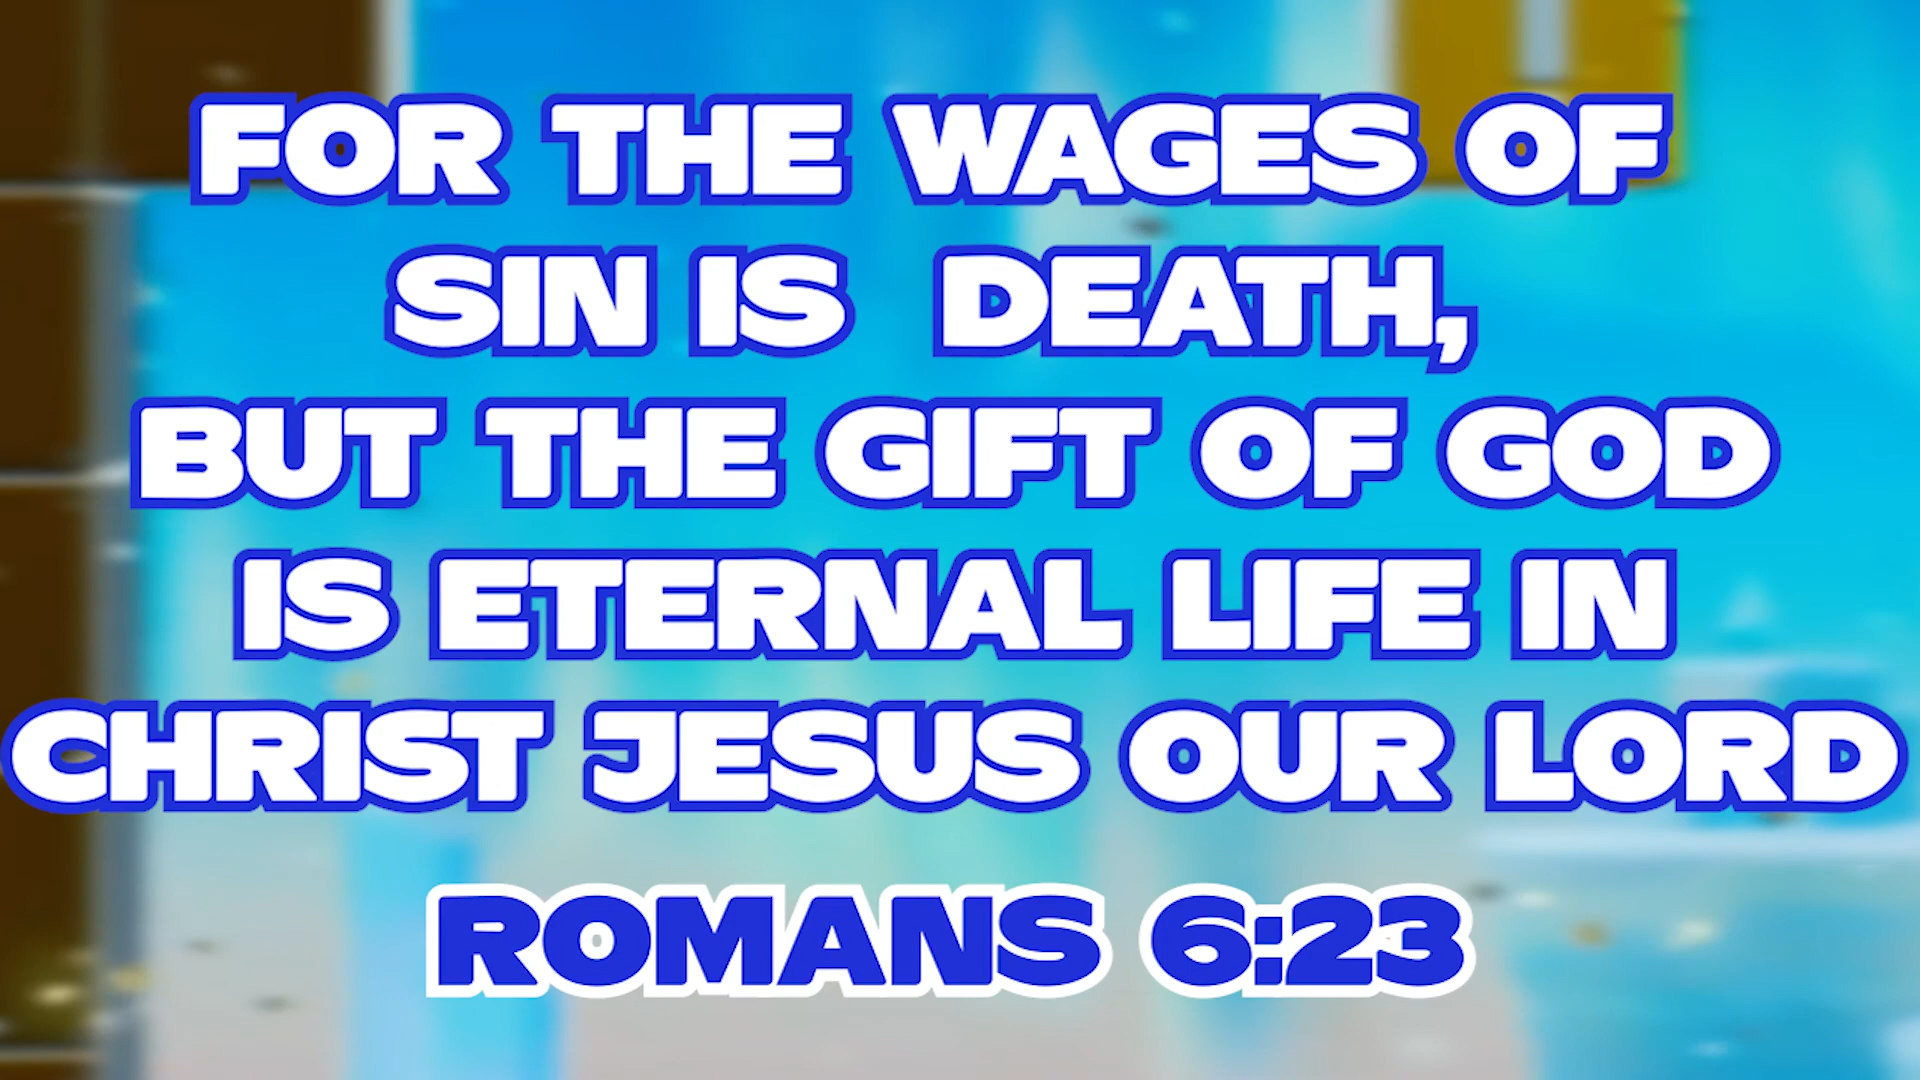 FOR THE WAGES OF
SIN IS DEATH,
BUT THE GIFT OF GOD
IS ETERNAL LIFE IN
CHRIST JESUS OUR LORD
ROMANS 6:23